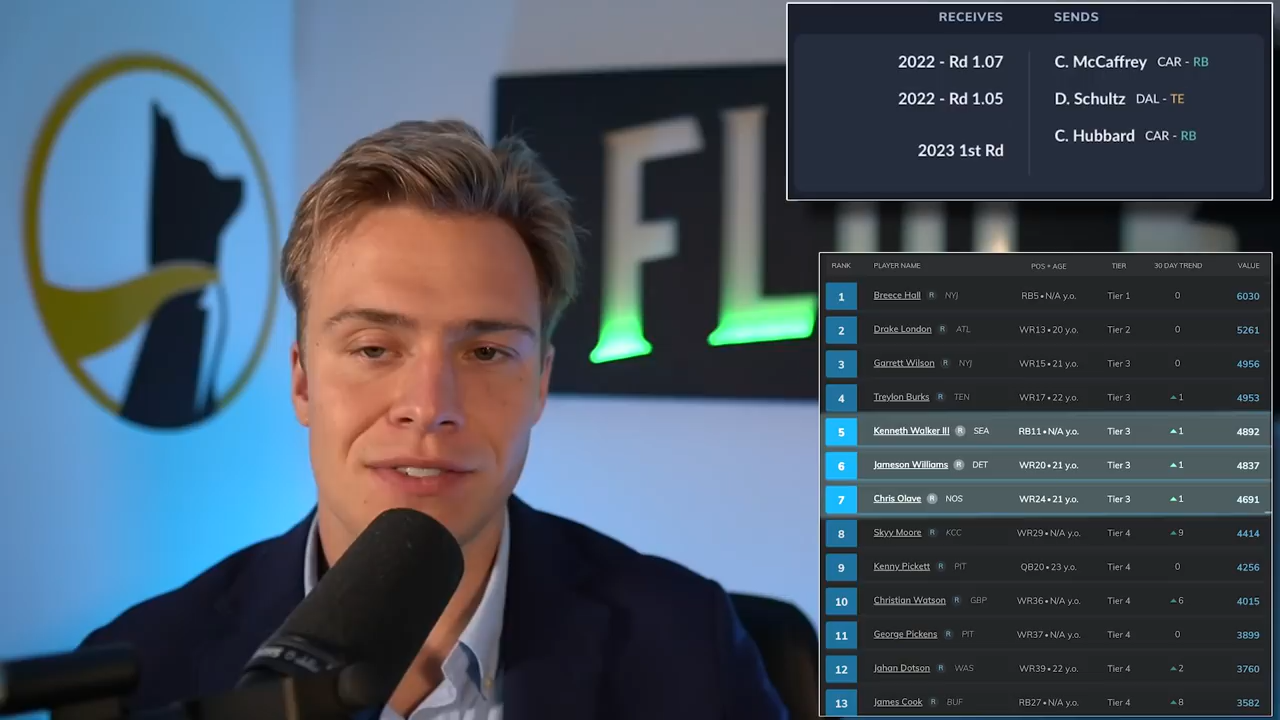 FL
RECEIVES SENDS
2022 - Rd 1.07 C. McCaffrey CAR - RB
2022 - Rd 1.05 D. Schultz DAL - TE
2023 1st Rd C. Hubbard CAR - RB
RANK PLAYER NAME POS • AGE TIER 30 DAY TREND VALUE
1 Breece Hall R NYJ RB5 • N/A y.o. Tier 1 0 6030
2 Drake London R ATL WR13 • 20 y.o. Tier 2 0 5261
3 Garrett Wilson R NYJ WR15 • 21 y.o. Tier 3 0 4956
4 Treylon Burks R TEN WR17 • 22 y.o. Tier 3 1 4953
5 Kenneth Walker III R SEA RB11 • N/A y.o. Tier 3 1 4892
6 Jameson Williams R DET WR20 • 21 y.o. Tier 3 1 4837
7 Chris Olave R NOS WR24 • 21 y.o. Tier 3 1 4691
8 Skyy Moore R KCC WR29 • N/A y.o. Tier 4 9 4414
9 Kenny Pickett R PIT QB20 • 23 y.o. Tier 4 0 4256
10 Christian Watson R GBP WR36 • N/A y.o. Tier 4 6 4015
11 George Pickens R PIT WR37 • N/A y.o. Tier 4 0 3899
12 Jahan Dotson R WAS WR39 • 22 y.o. Tier 4 2 3760
13 James Cook R BUF RB27 • N/A y.o. Tier 4 8 3582